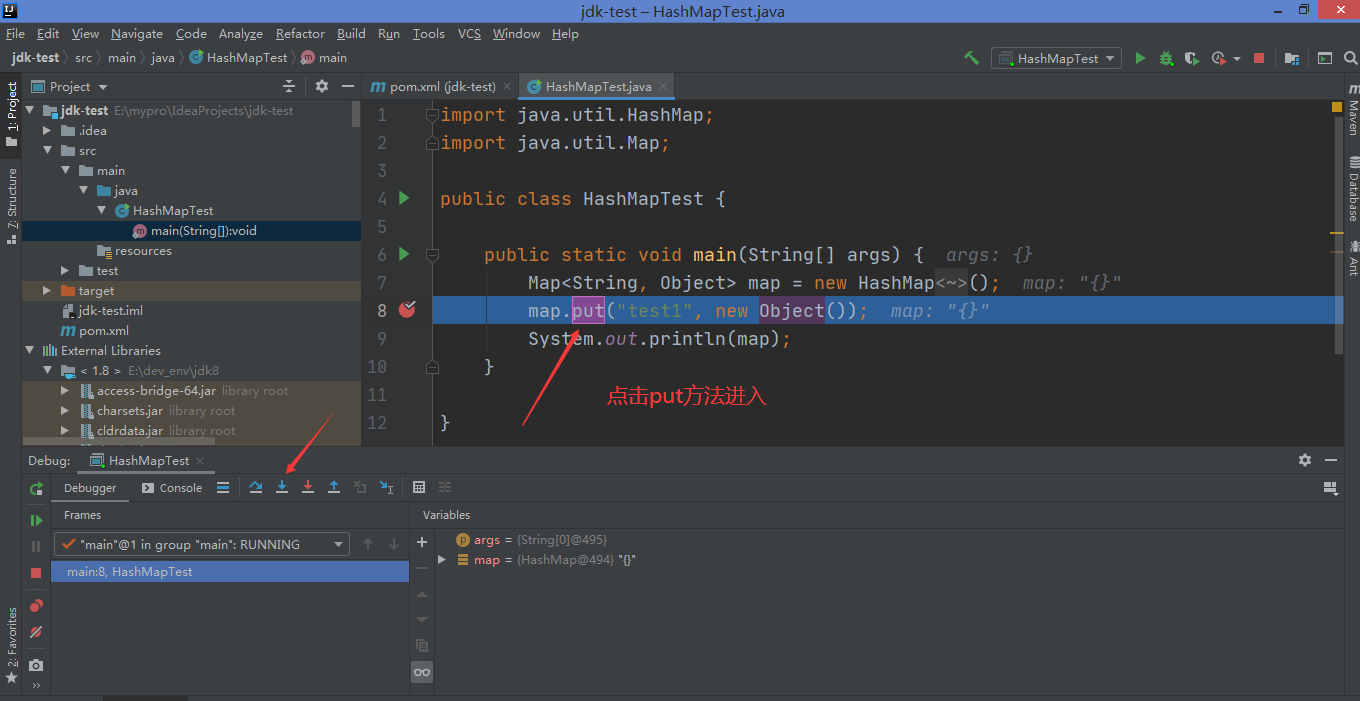 jdk-test – HashMapTest.java
File Edit View Navigate Code Analyze Refactor Build Run Tools VCS Window Help
jdk-test src main java HashMapTest main
HashMapTest
Project
pom.xml (jdk-test)
HashMapTest.java
1: Project
7: Structure
2: Favorites
jdk-test E:\mypro\IdeaProjects\jdk-test
.idea
src
main
java
HashMapTest
main(String[]):void
resources
test
target
jdk-test.iml
pom.xml
External Libraries
< 1.8 > E:\dev_env\jdk8
access-bridge-64.jar library root
charsets.jar library root
cldrdata.jar library root
1 import java.util.HashMap;
2 import java.util.Map;
3
4 public class HashMapTest {
5
6 public static void main(String[] args) { args: {}
7 Map<String, Object> map = new HashMap<~>(); map: "{}"
8 map.put("test1", new Object()); map: "{}"
9 System.out.println(map);
10 }
11
12 }
点击put方法进入
Maven
Database
Ant
Debug: HashMapTest
Debugger Console
Frames
Variables
"main"@1 in group "main": RUNNING
main:8, HashMapTest
args = {String[0]@495}
map = {HashMap@494} "{}"